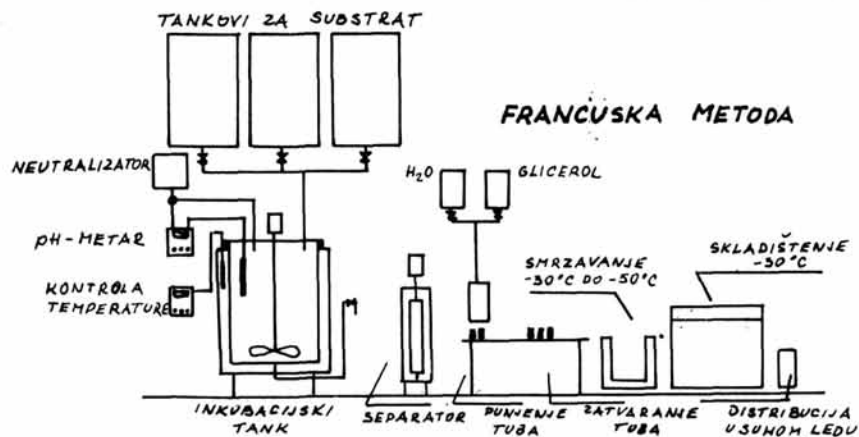 TANKOVI ZA SUBSTRAT
FRANCUSKA METODA
NEUTRALIZATOR
H₂O
GLICEROL
pH-METAR
SMRZAVANJE
-30°C DO -50°C
SKLADIŠTENJE
-30°C
KONTROLA
TEMPERATURE
INKUBACIJSKI
TANK
SEPARATOR
PUNJENJE
TUBA
ZATVARANJE
TUBA
DISTRIBUCIJA
U SUHOM LEDU